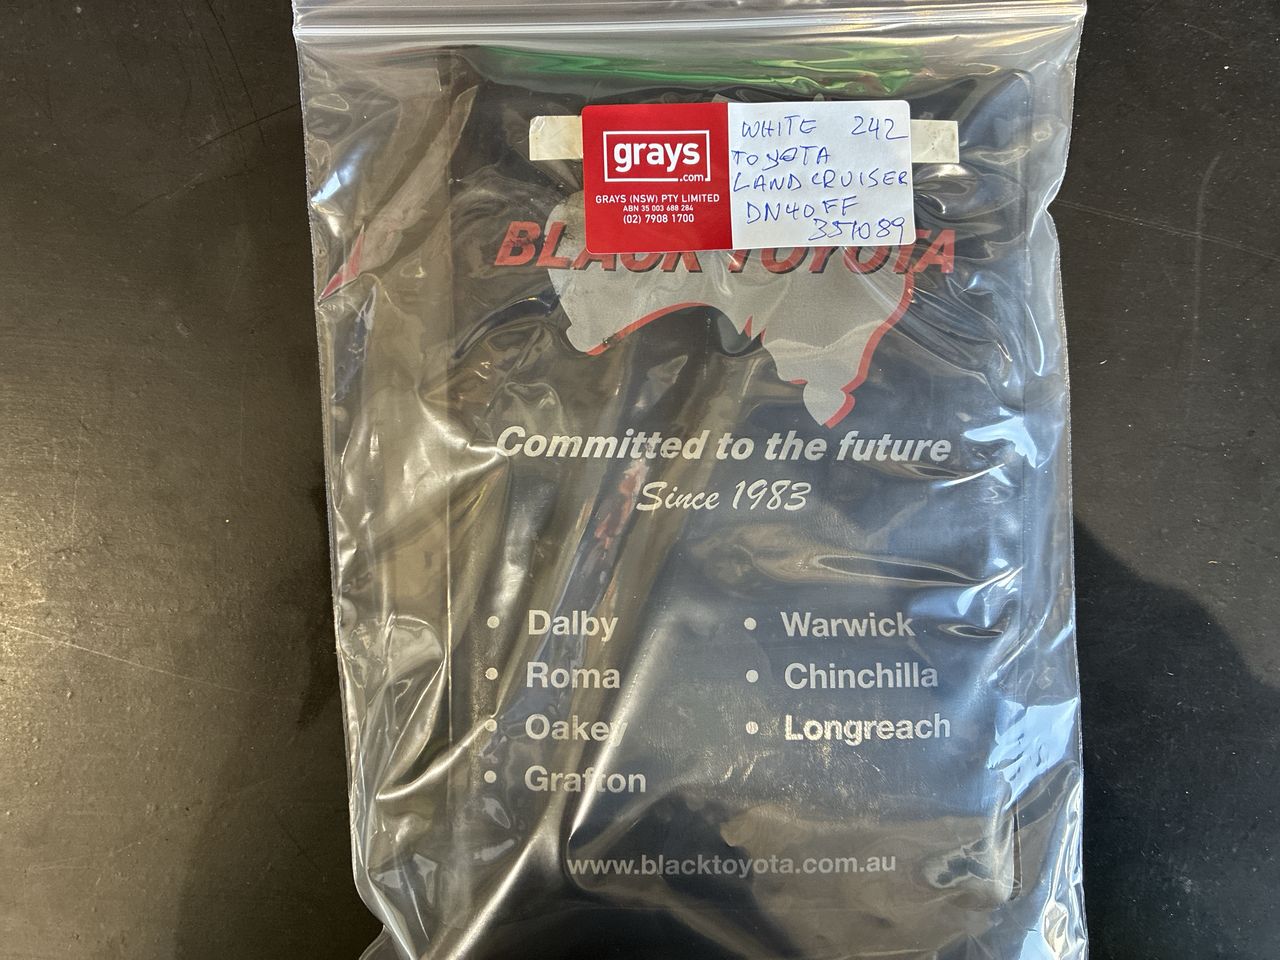 grays
.com
GRAYS (NSW) PTY LIMITED
ABN 35 003 688 284
(02) 7908 1700
WHITE 242
TOYOTA
LANDCRUISER
DN40FF
351089
BLACK TOYOTA
Committed to the future
Since 1983
• Dalby
• Roma
• Oakey
• Grafton
• Warwick
• Chinchilla
• Longreach
www.blacktoyota.com.au